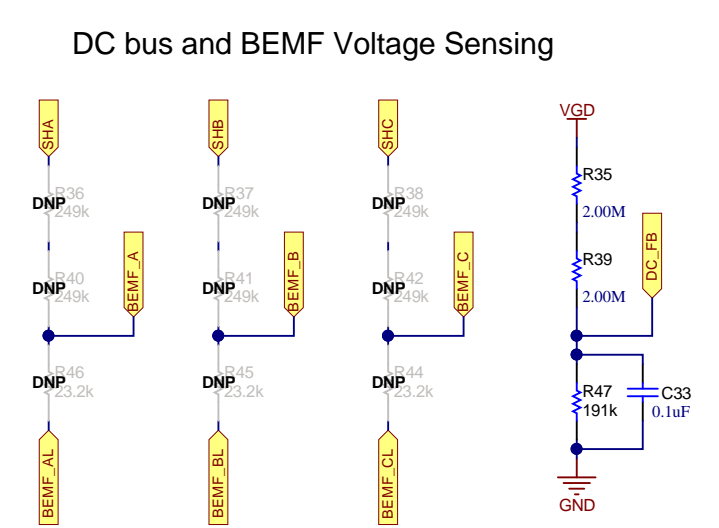 DC bus and BEMF Voltage Sensing
SHA
SHB
SHC
VGD
R36
DNP
249k
R37
DNP
249k
R38
DNP
249k
R35
2.00M
BEMF_A
BEMF_B
BEMF_C
DC_FB
R40
DNP
249k
R41
DNP
249k
R42
DNP
249k
R39
2.00M
R46
DNP
23.2k
R45
DNP
23.2k
R44
DNP
23.2k
R47
191k
C33
0.1uF
BEMF_AL
BEMF_BL
BEMF_CL
GND